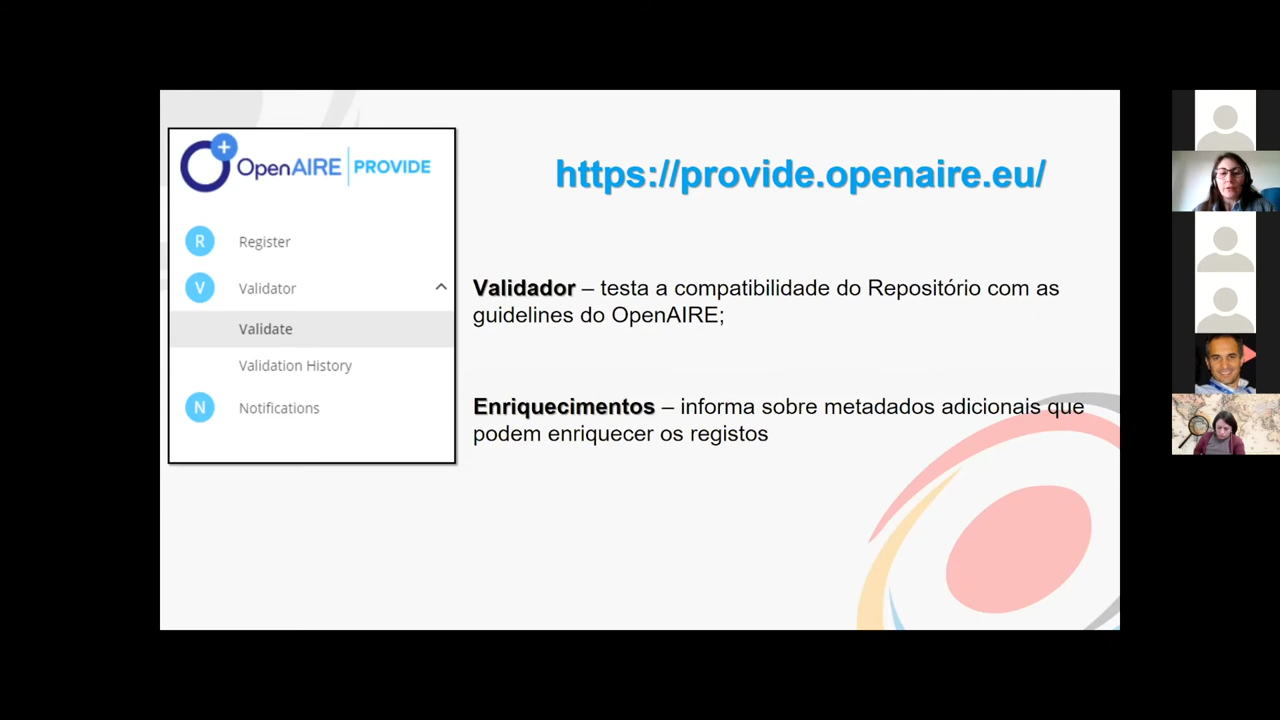 OpenAIRE | PROVIDE
R Register
V Validator
Validate
Validation History
N Notifications
https://provide.openaire.eu/
Validador – testa a compatibilidade do Repositório com as
guidelines do OpenAIRE;
Enriquecimentos – informa sobre metadados adicionais que
podem enriquecer os registos